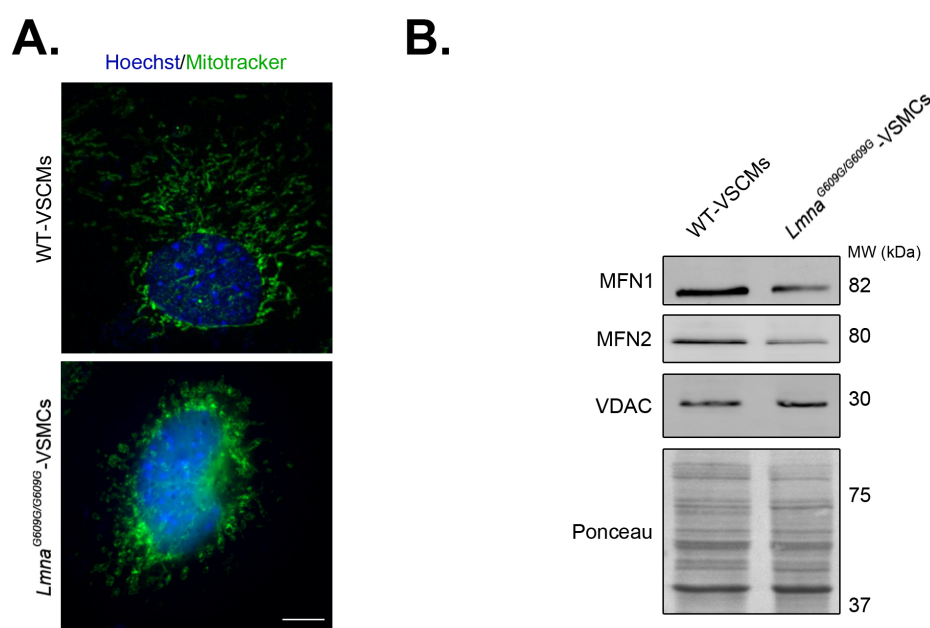 A.
B.
Hoechst/Mitotracker
WT-VSCMs
Lmna G609G/G609G-VSMCs
WT-VSCMs
Lmna G609G/G609G-VSMCs
MW (kDa)
MFN1 82
MFN2 80
VDAC 30
Ponceau
75
37